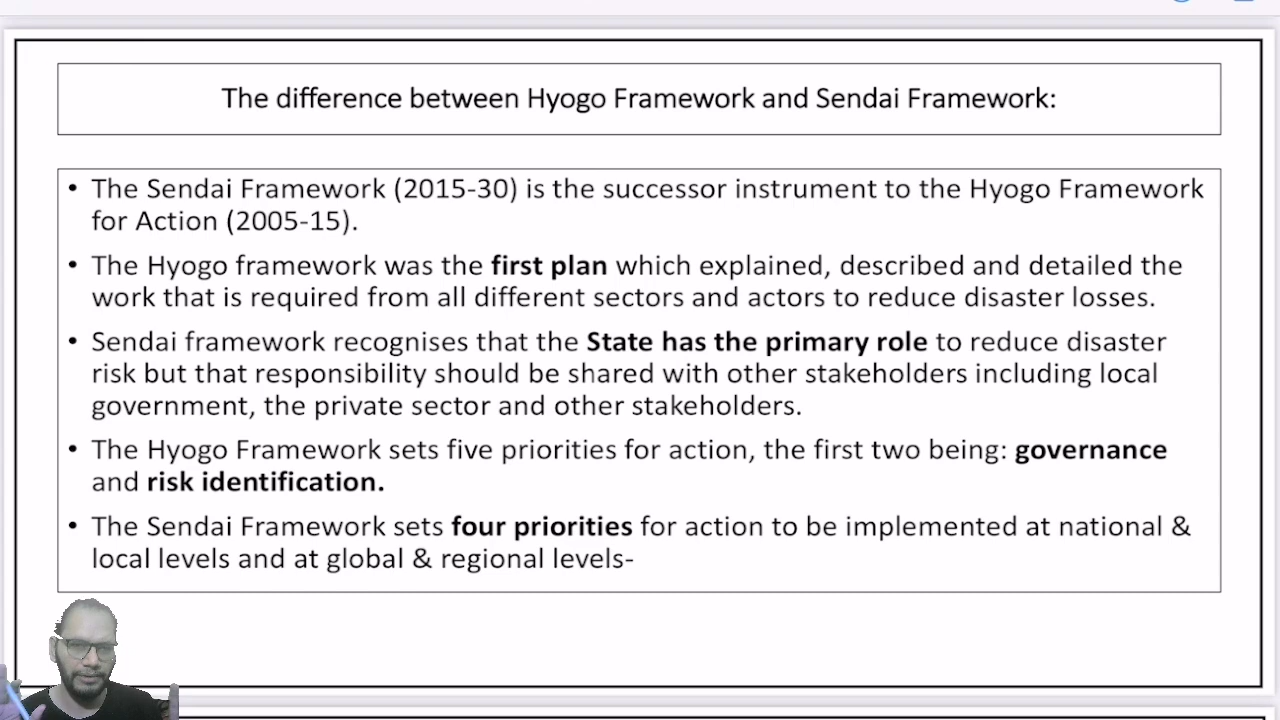 The difference between Hyogo Framework and Sendai Framework:
• The Sendai Framework (2015-30) is the successor instrument to the Hyogo Framework
for Action (2005-15).
• The Hyogo framework was the first plan which explained, described and detailed the
work that is required from all different sectors and actors to reduce disaster losses.
• Sendai framework recognises that the State has the primary role to reduce disaster
risk but that responsibility should be shared with other stakeholders including local
government, the private sector and other stakeholders.
• The Hyogo Framework sets five priorities for action, the first two being: governance
and risk identification.
• The Sendai Framework sets four priorities for action to be implemented at national &
local levels and at global & regional levels-